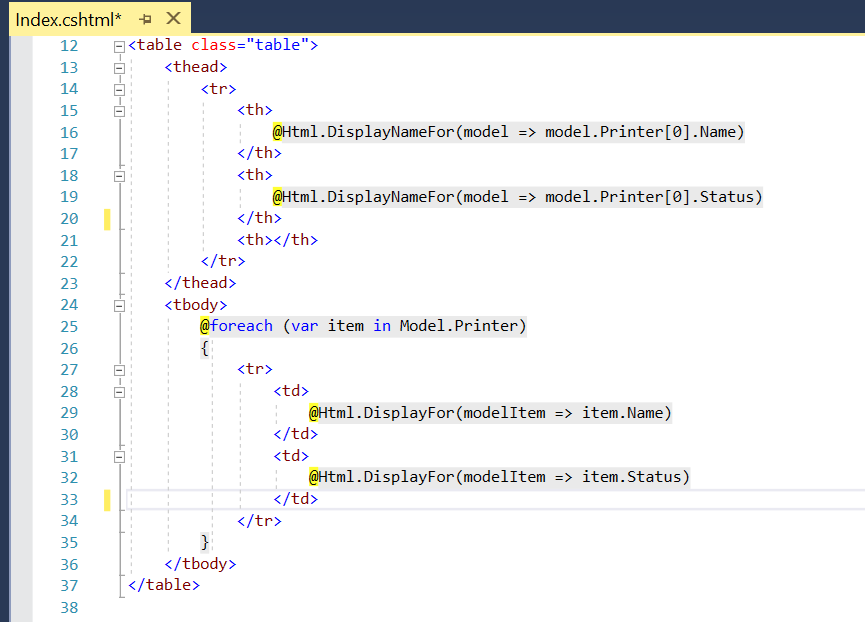 Index.cshtml*
12 <table class="table">
13 <thead>
14 <tr>
15 <th>
16 @Html.DisplayNameFor(model => model.Printer[0].Name)
17 </th>
18 <th>
19 @Html.DisplayNameFor(model => model.Printer[0].Status)
20 </th>
21 <th></th>
22 </tr>
23 </thead>
24 <tbody>
25 @foreach (var item in Model.Printer)
26 {
27 <tr>
28 <td>
29 @Html.DisplayFor(modelItem => item.Name)
30 </td>
31 <td>
32 @Html.DisplayFor(modelItem => item.Status)
33 </td>
34 </tr>
35 }
36 </tbody>
37 </table>
38